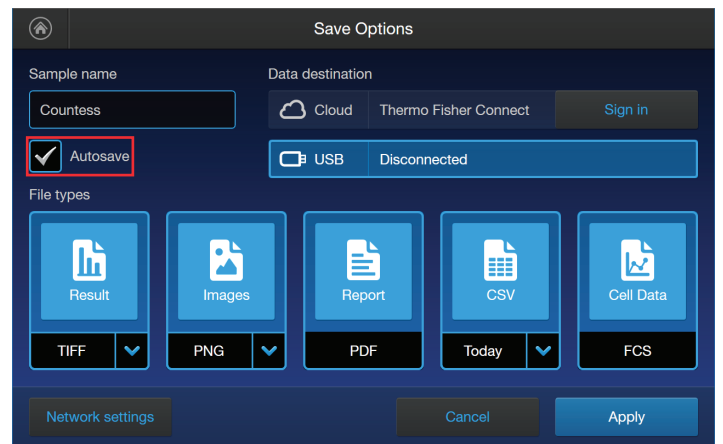 Save Options
Sample name
Data destination
Countess
Cloud Thermo Fisher Connect Sign in
Autosave
USB Disconnected
File types
Result Images Report CSV Cell Data
TIFF PNG PDF Today FCS
Network settings Cancel Apply